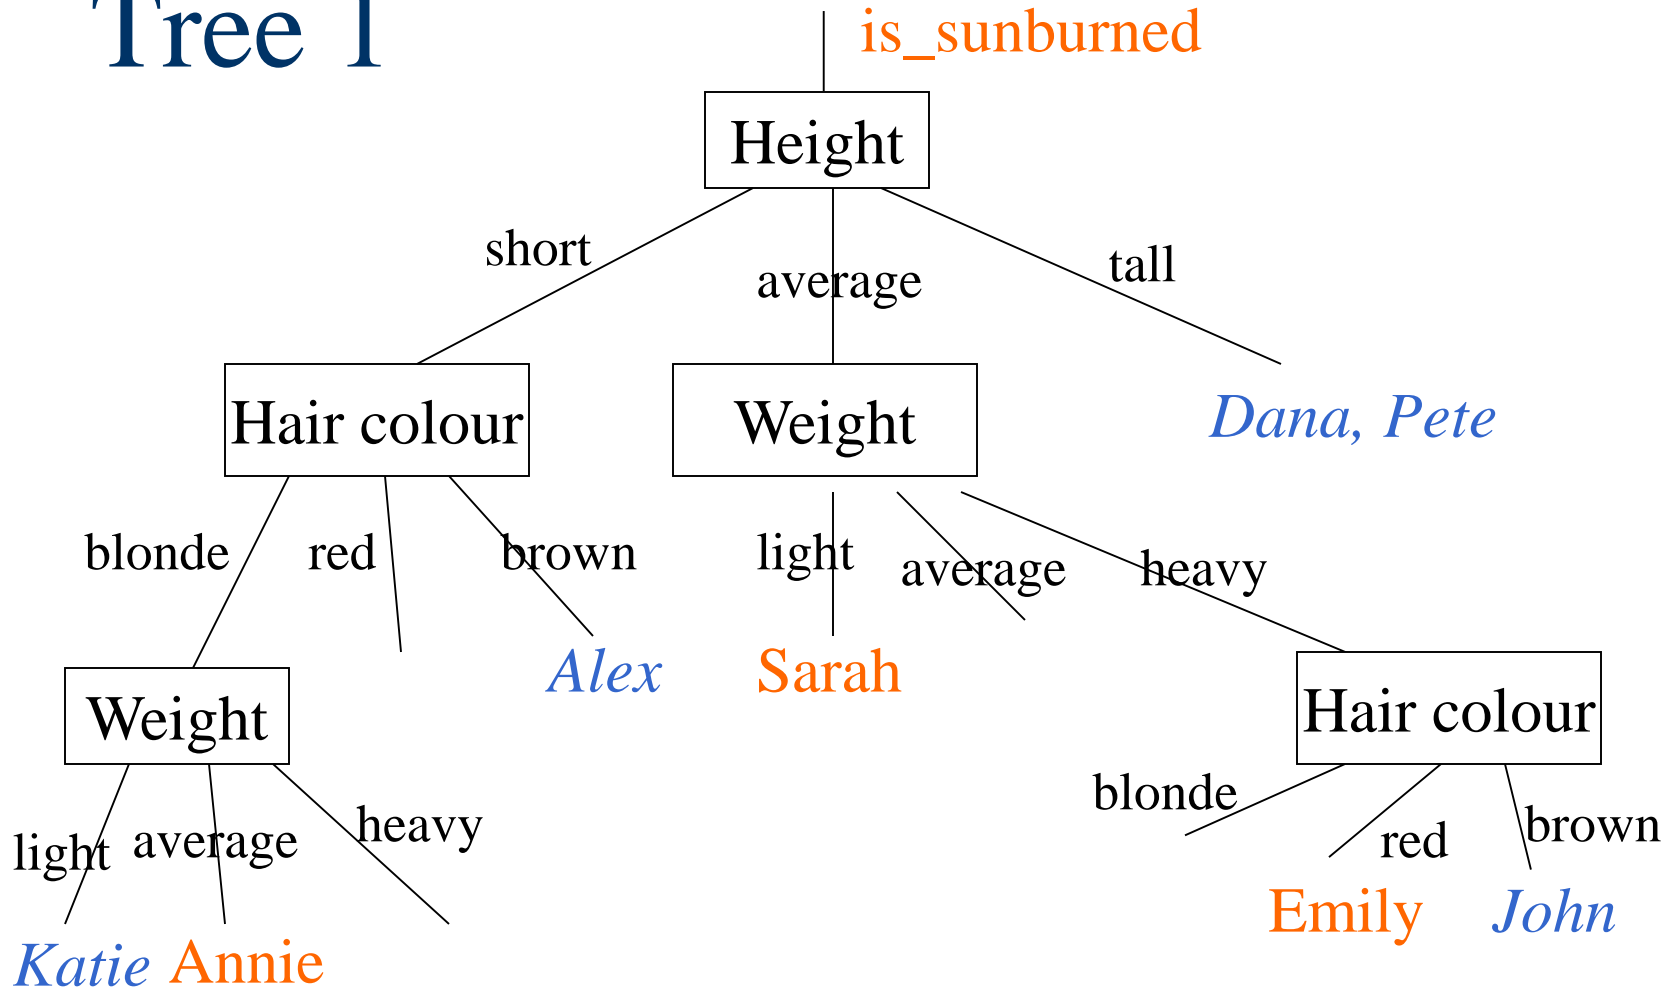 Tree 1
is_sunburned
Height
short
average
tall
Hair colour
Weight
Dana, Pete
blonde
red
brown
light
average
heavy
Alex
Sarah
Weight
Hair colour
light
average
heavy
blonde
red
brown
Katie
Annie
Emily
John